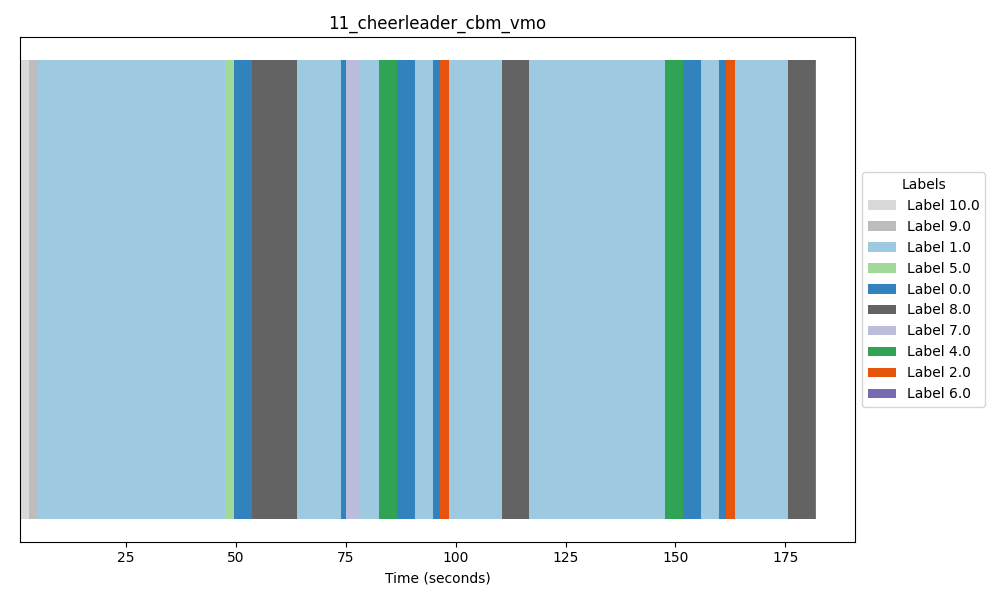 11_cheerleader_cbm_vmo
Labels
Label 10.0
Label 9.0
Label 1.0
Label 5.0
Label 0.0
Label 8.0
Label 7.0
Label 4.0
Label 2.0
Label 6.0
25 50 75 100 125 150 175
Time (seconds)